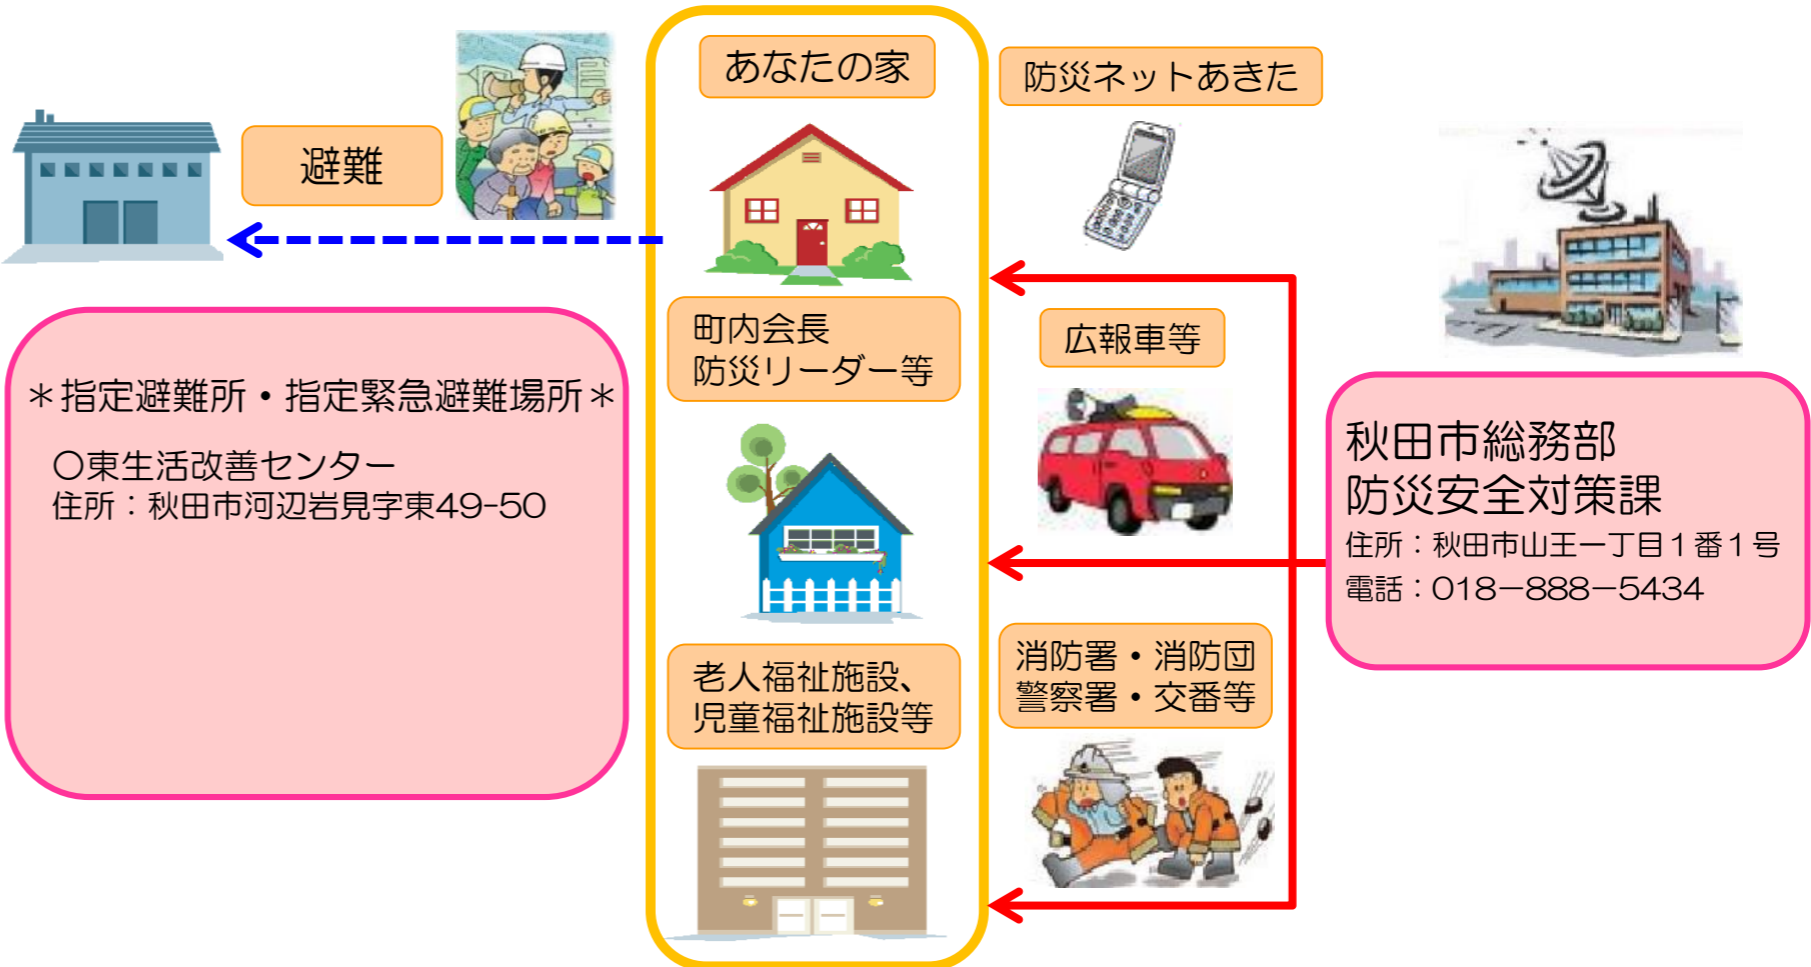 避難
＊指定避難所・指定緊急避難場所＊
〇東生活改善センター
住所：秋田市河辺岩見字東49-50
あなたの家
町内会長
防災リーダー等
老人福祉施設、
児童福祉施設等
防災ネットあきた
広報車等
消防署・消防団
警察署・交番等
秋田市総務部
防災安全対策課
住所：秋田市山王一丁目１番１号
電話：018－888－5434